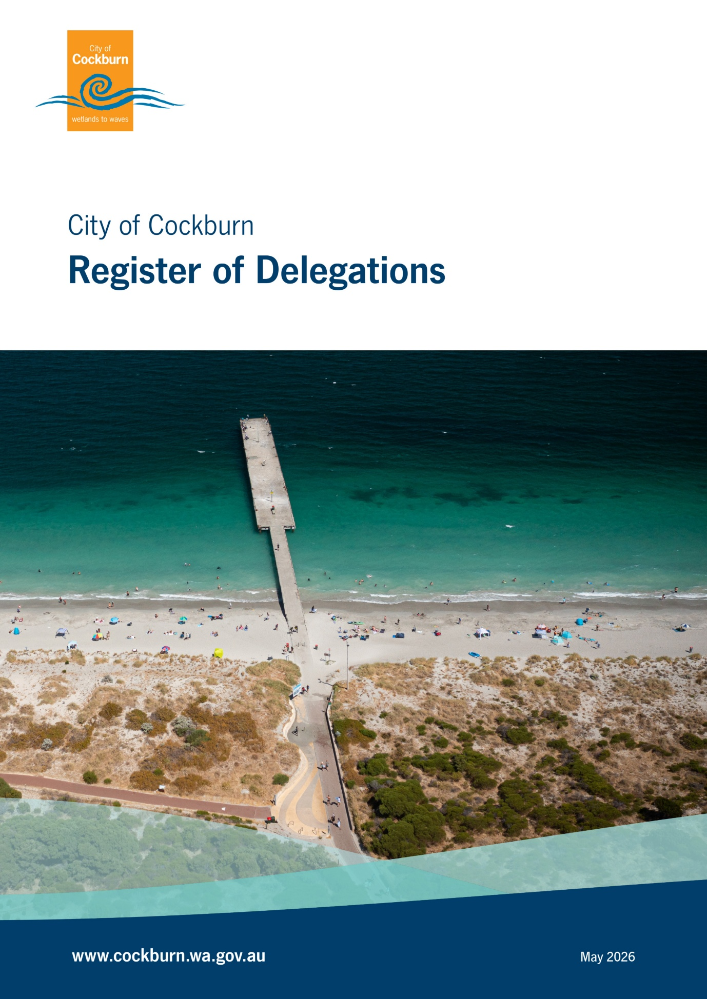 City of
Cockburn
wetlands to waves
City of Cockburn
Register of Delegations
www.cockburn.wa.gov.au
May 2026